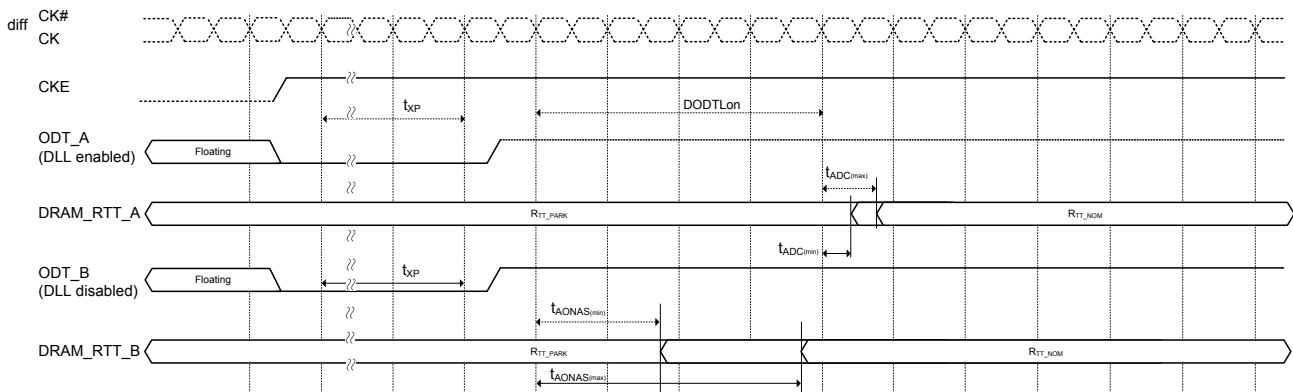 diff CK#
CK
CKE
tXP
DODTLon
ODT_A
(DLL enabled)
Floating
tADC(max)
DRAM_RTT_A
RTT_PARK
RTT_NOM
tADC(min)
ODT_B
(DLL disabled)
Floating
tXP
tAONAS(min)
DRAM_RTT_B
RTT_PARK
RTT_NOM
tAONAS(max)